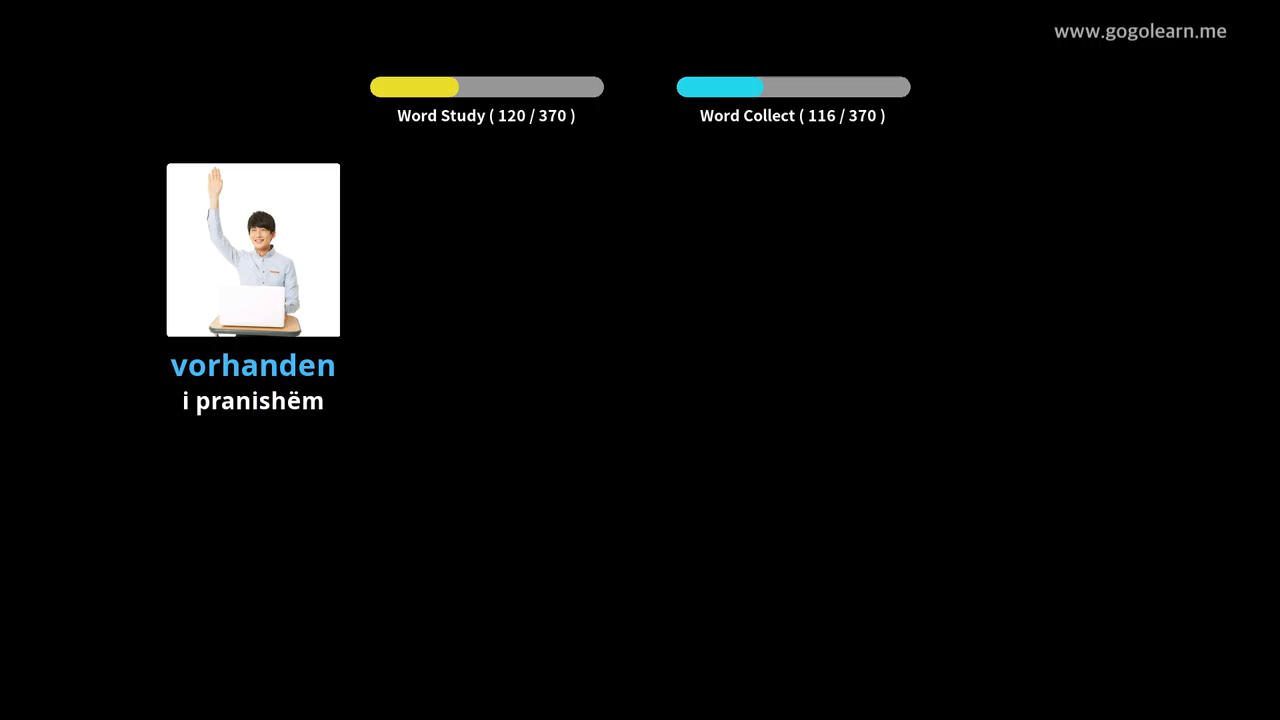 www.gogolearn.me
Word Study ( 120 / 370 )
Word Collect ( 116 / 370 )
vorhanden
i pranishëm